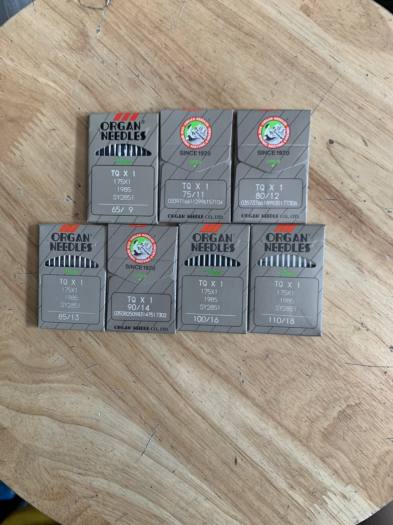 ORGAN®
NEEDLES
TQ X 1
175X1
1985
SY2851
65/ 9
SINCE 1920
TQ X 1
75/11
ORGAN NEEDLE CO., LTD.
SINCE 1920
TQ X 1
80/12
ORGAN NEEDLE CO., LTD.
ORGAN®
NEEDLES
TQ X 1
175X1
1985
SY2851
85/13
SINCE 1920
TQ X 1
90/14
ORGAN NEEDLE CO., LTD.
ORGAN®
NEEDLES
TQ X 1
175X1
1985
SY2851
100/16
ORGAN®
NEEDLES
TQ X 1
175X1
1985
SY2851
110/18